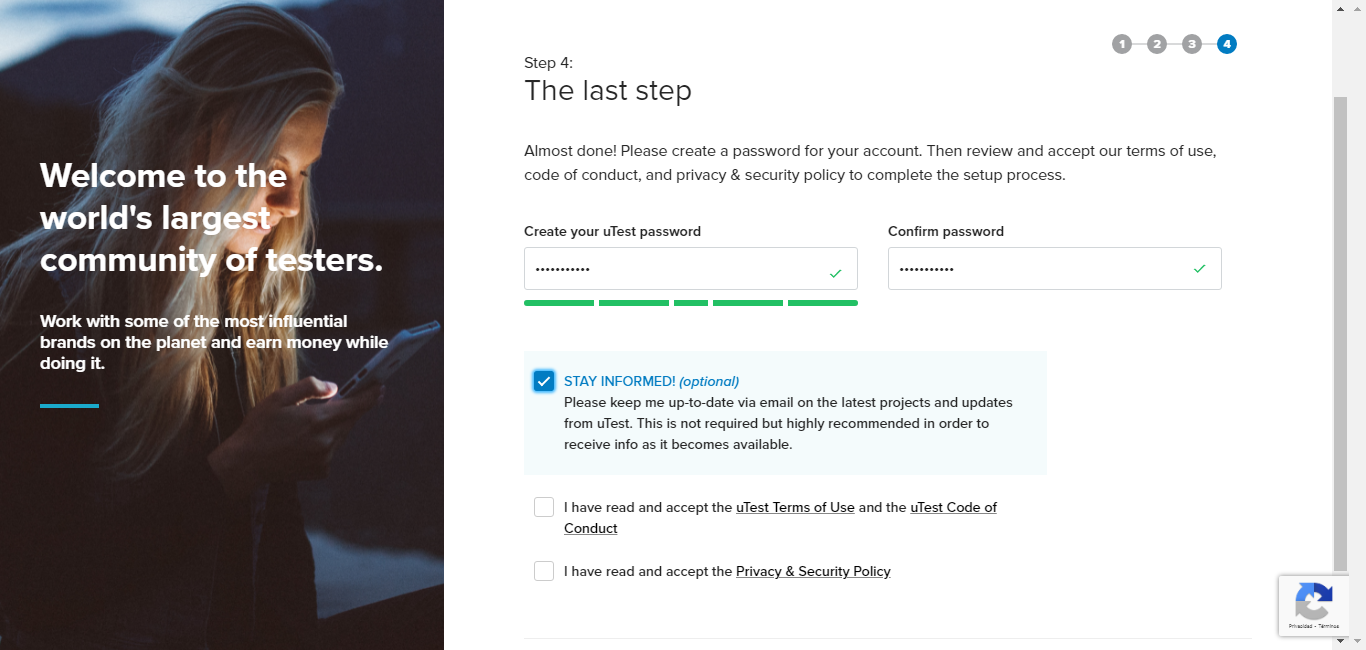 Welcome to the
world's largest
community of testers.
Work with some of the most influential
brands on the planet and earn money while
doing it.
1 2 3 4
Step 4:
The last step
Almost done! Please create a password for your account. Then review and accept our terms of use,
code of conduct, and privacy & security policy to complete the setup process.
Create your uTest password
Confirm password
•••••••••••
•••••••••••
STAY INFORMED! (optional)
Please keep me up-to-date via email on the latest projects and updates
from uTest. This is not required but highly recommended in order to
receive info as it becomes available.
I have read and accept the uTest Terms of Use and the uTest Code of
Conduct
I have read and accept the Privacy & Security Policy
Privacidad - Términos